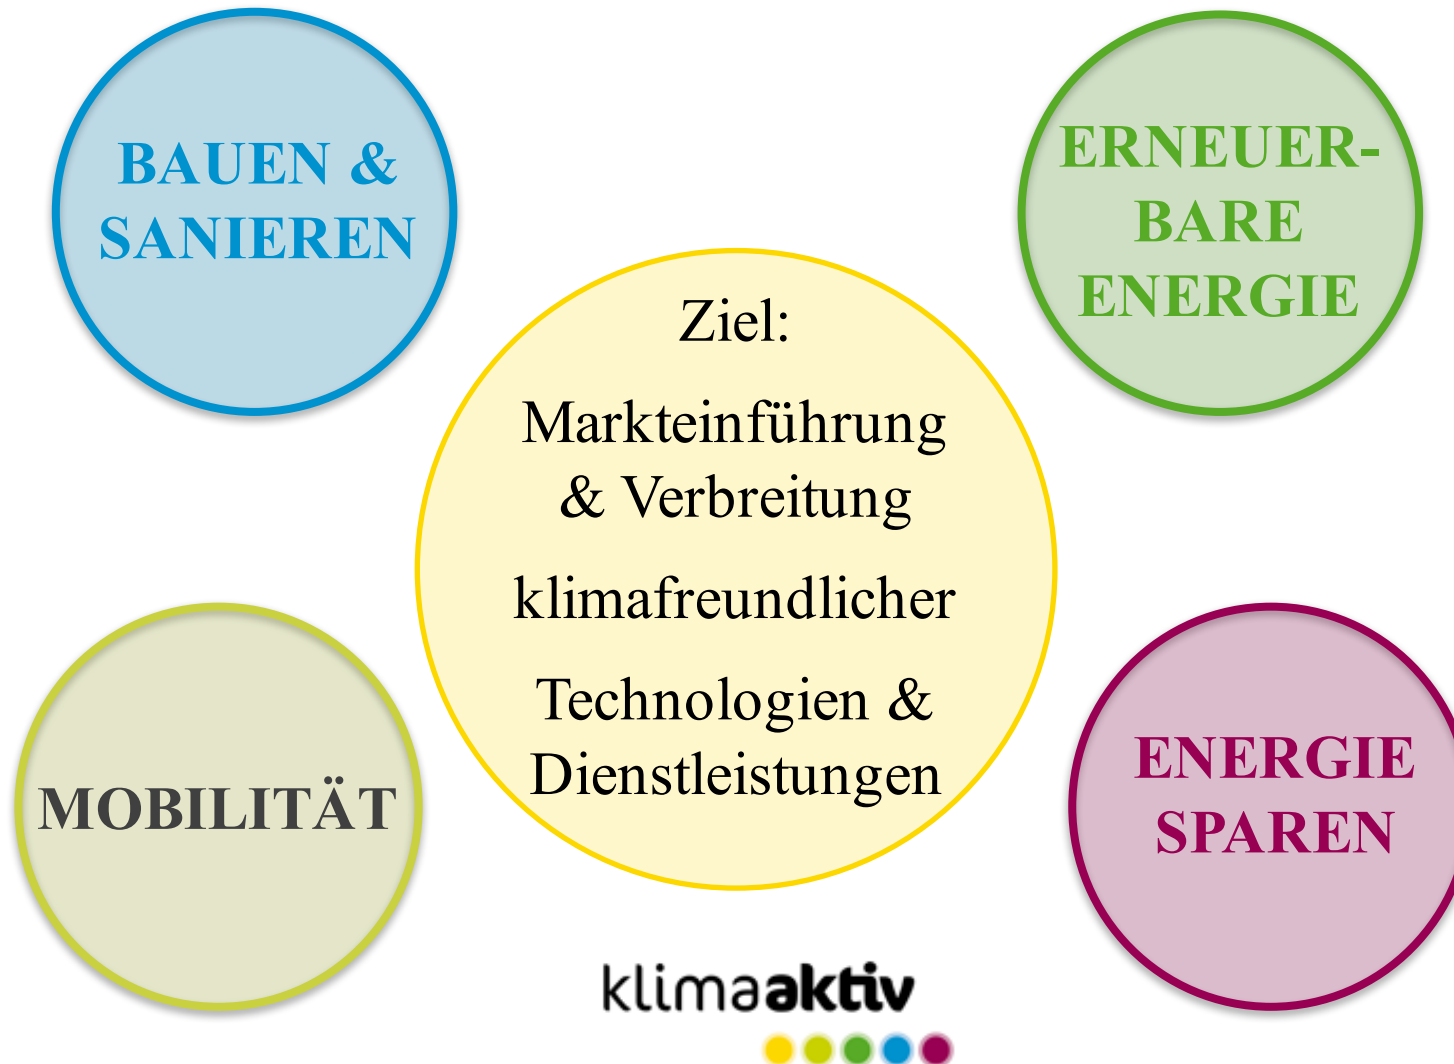 BAUEN &
SANIEREN
ERNEUER-
BARE
ENERGIE
Ziel:
Markteinführung
& Verbreitung
klimafreundlicher
Technologien &
Dienstleistungen
MOBILITÄT
ENERGIE
SPAREN
klimaaktiv